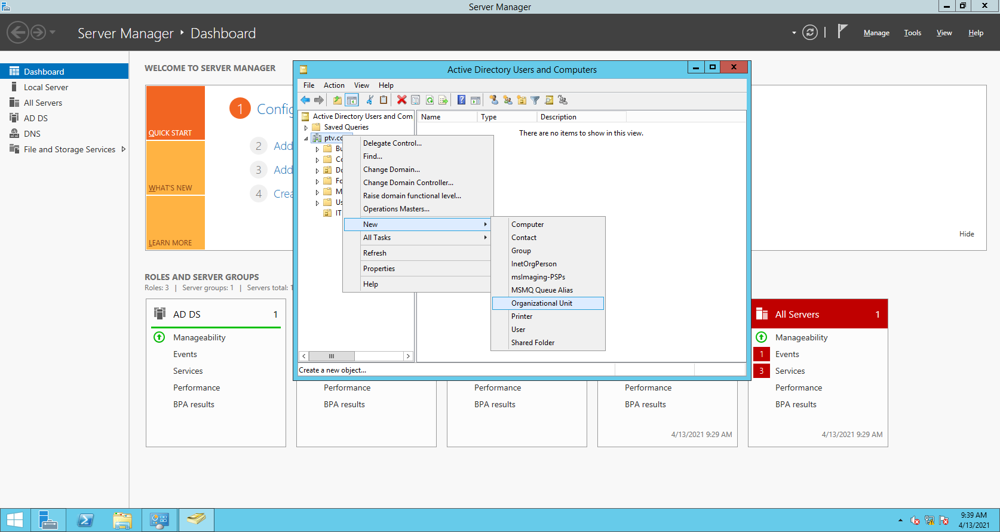 Server Manager
Server Manager ‣ Dashboard
Manage Tools View Help
Dashboard
Local Server
All Servers
AD DS
DNS
File and Storage Services
WELCOME TO SERVER MANAGER
QUICK START
WHAT'S NEW
LEARN MORE
1
2 Add
3 Add
4
Hide
ROLES AND SERVER GROUPS
Roles: 3 | Server groups: 1 | Servers total: 1
AD DS 1
Manageability
Events
Services
Performance
BPA results
Performance
BPA results
Performance
BPA results
Performance
BPA results
4/13/2021 9:29 AM
All Servers 1
Manageability
1 Events
3 Services
Performance
BPA results
4/13/2021 9:29 AM
Active Directory Users and Computers
File Action View Help
Active Directory Users and Com
Saved Queries
ptv.co
IT
Name Type Description
There are no items to show in this view.
Delegate Control...
Find...
Change Domain...
Change Domain Controller...
Raise domain functional level...
Operations Masters...
New
All Tasks
Refresh
Properties
Help
Computer
Contact
Group
InetOrgPerson
msImaging-PSPs
MSMQ Queue Alias
Organizational Unit
Printer
User
Shared Folder
Create a new object...
9:39 AM
4/13/2021